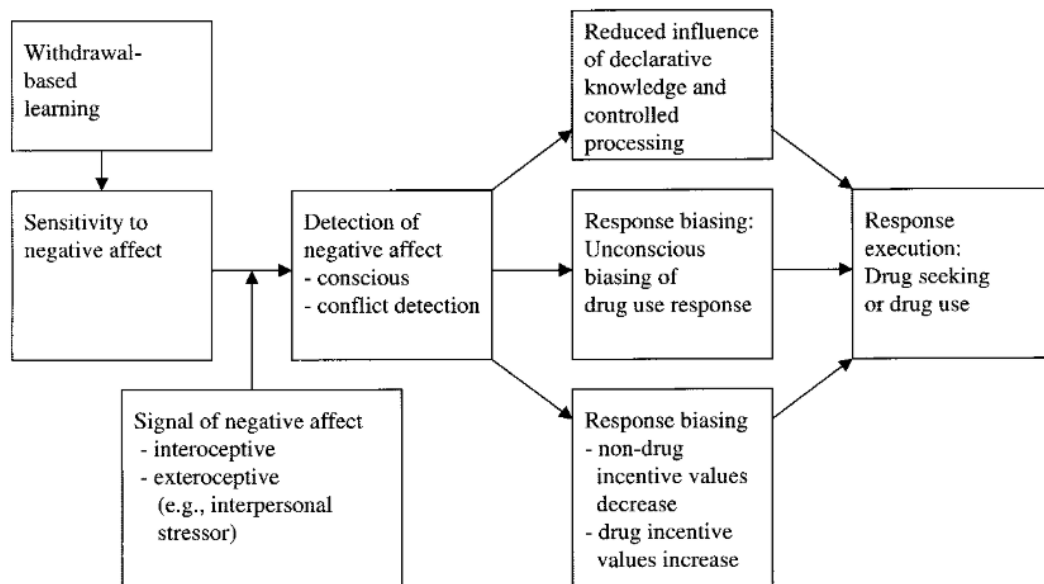 Withdrawal-
based
learning
Sensitivity to
negative affect
Signal of negative affect
- interoceptive
- exteroceptive
(e.g., interpersonal
stressor)
Detection of
negative affect
- conscious
- conflict detection
Reduced influence
of declarative
knowledge and
controlled
processing
Response biasing:
Unconscious
biasing of
drug use response
Response biasing
- non-drug
incentive values
decrease
- drug incentive
values increase
Response
execution:
Drug seeking
or drug use